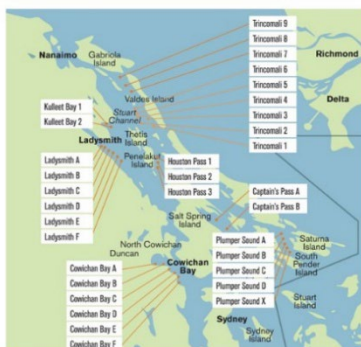 Trincomali 9
Trincomali 8
Trincomali 7
Trincomali 6
Trincomali 5
Trincomali 4
Trincomali 3
Trincomali 2
Trincomali 1
Nanaimo
Gabriola
Island
Richmond
Delta
Valdes Island
Kulleet Bay 1
Kulleet Bay 2
Stuart
Channel
Thetis
Island
Ladysmith
Penelakut
Island
Ladysmith A
Ladysmith B
Ladysmith C
Ladysmith D
Ladysmith E
Ladysmith F
Houston Pass 1
Houston Pass 2
Houston Pass 3
Captain's Pass A
Captain's Pass B
Salt Spring
Island
North Cowichan
Duncan
Cowichan
Bay
Plumper Sound A
Plumper Sound B
Plumper Sound C
Plumper Sound D
Plumper Sound X
Saturna
Island
South
Pender
Island
Stuart
Island
Cowichan Bay A
Cowichan Bay B
Cowichan Bay C
Cowichan Bay D
Cowichan Bay E
Cowichan Bay F
Sydney
Sydney
Island